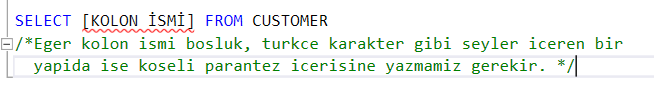 SELECT [KOLON İSMİ] FROM CUSTOMER
/*Eger kolon ismi bosluk, turkce karakter gibi seyler iceren bir
yapida ise koseli parantez icerisine yazmamiz gerekir. */